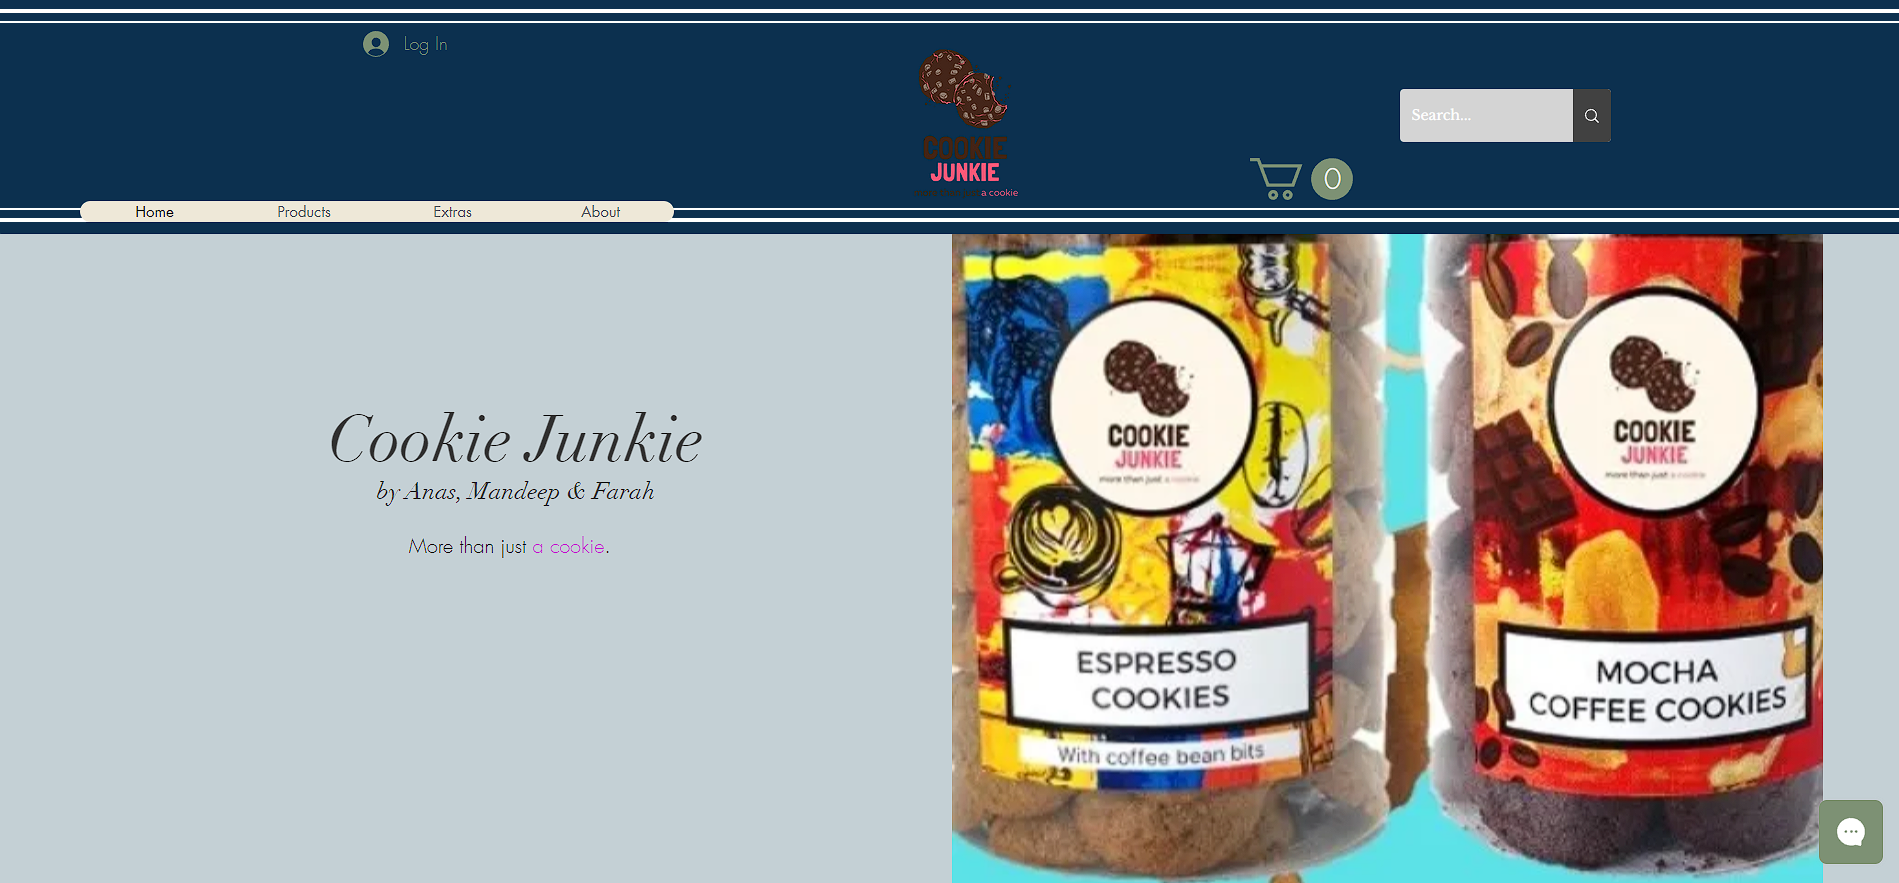 Log In
COOKIE
JUNKIE
a cookie
Search...
0
Home
Products
Extras
About
Cookie Junkie
by Anas, Mandeep & Farah
More than just a cookie.
COOKIE
JUNKIE
more than just a cookie
ESPRESSO
COOKIES
With coffee bean bits
COOKIE
JUNKIE
more than just a cookie
MOCHA
COFFEE COOKIES